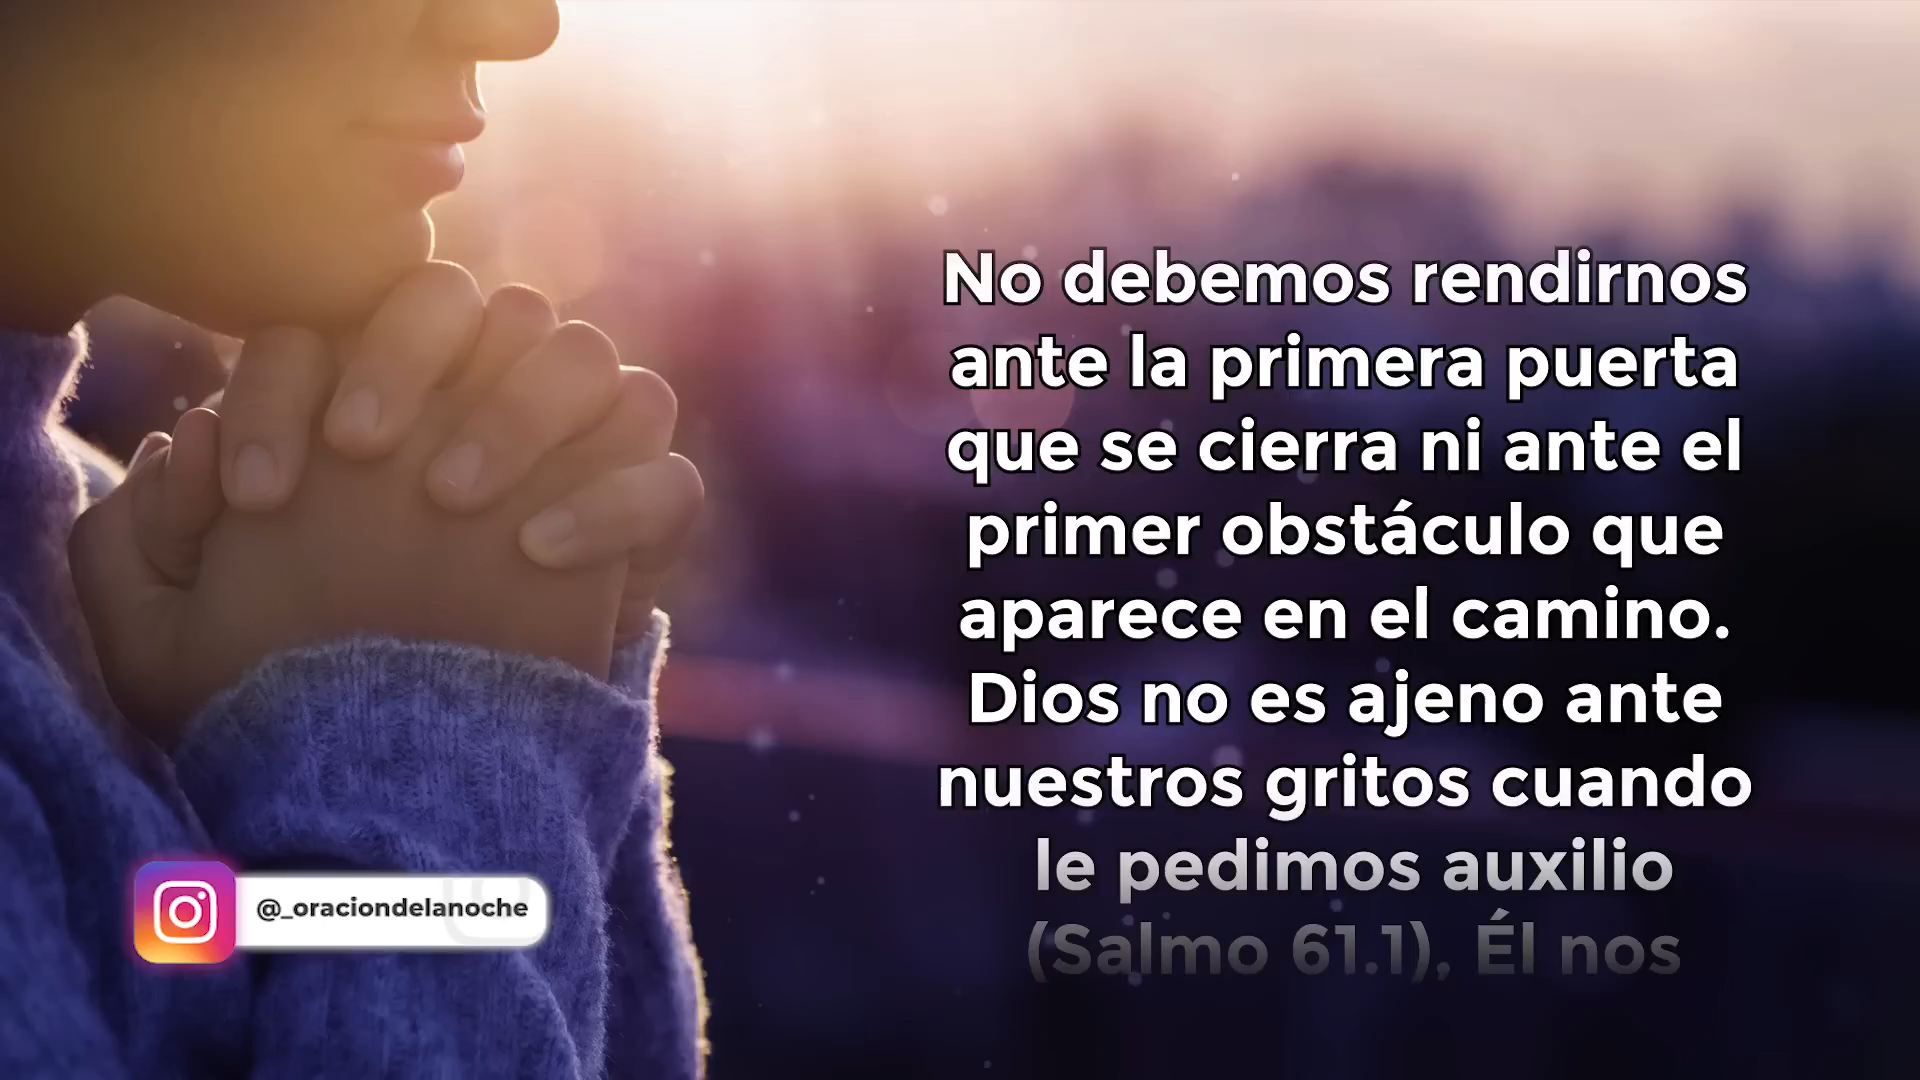 No debemos rendirnos
ante la primera puerta
que se cierra ni ante el
primer obstáculo que
aparece en el camino.
Dios no es ajeno ante
nuestros gritos cuando
le pedimos auxilio
(Salmo 61.1). Él nos
@_oraciondelanoche